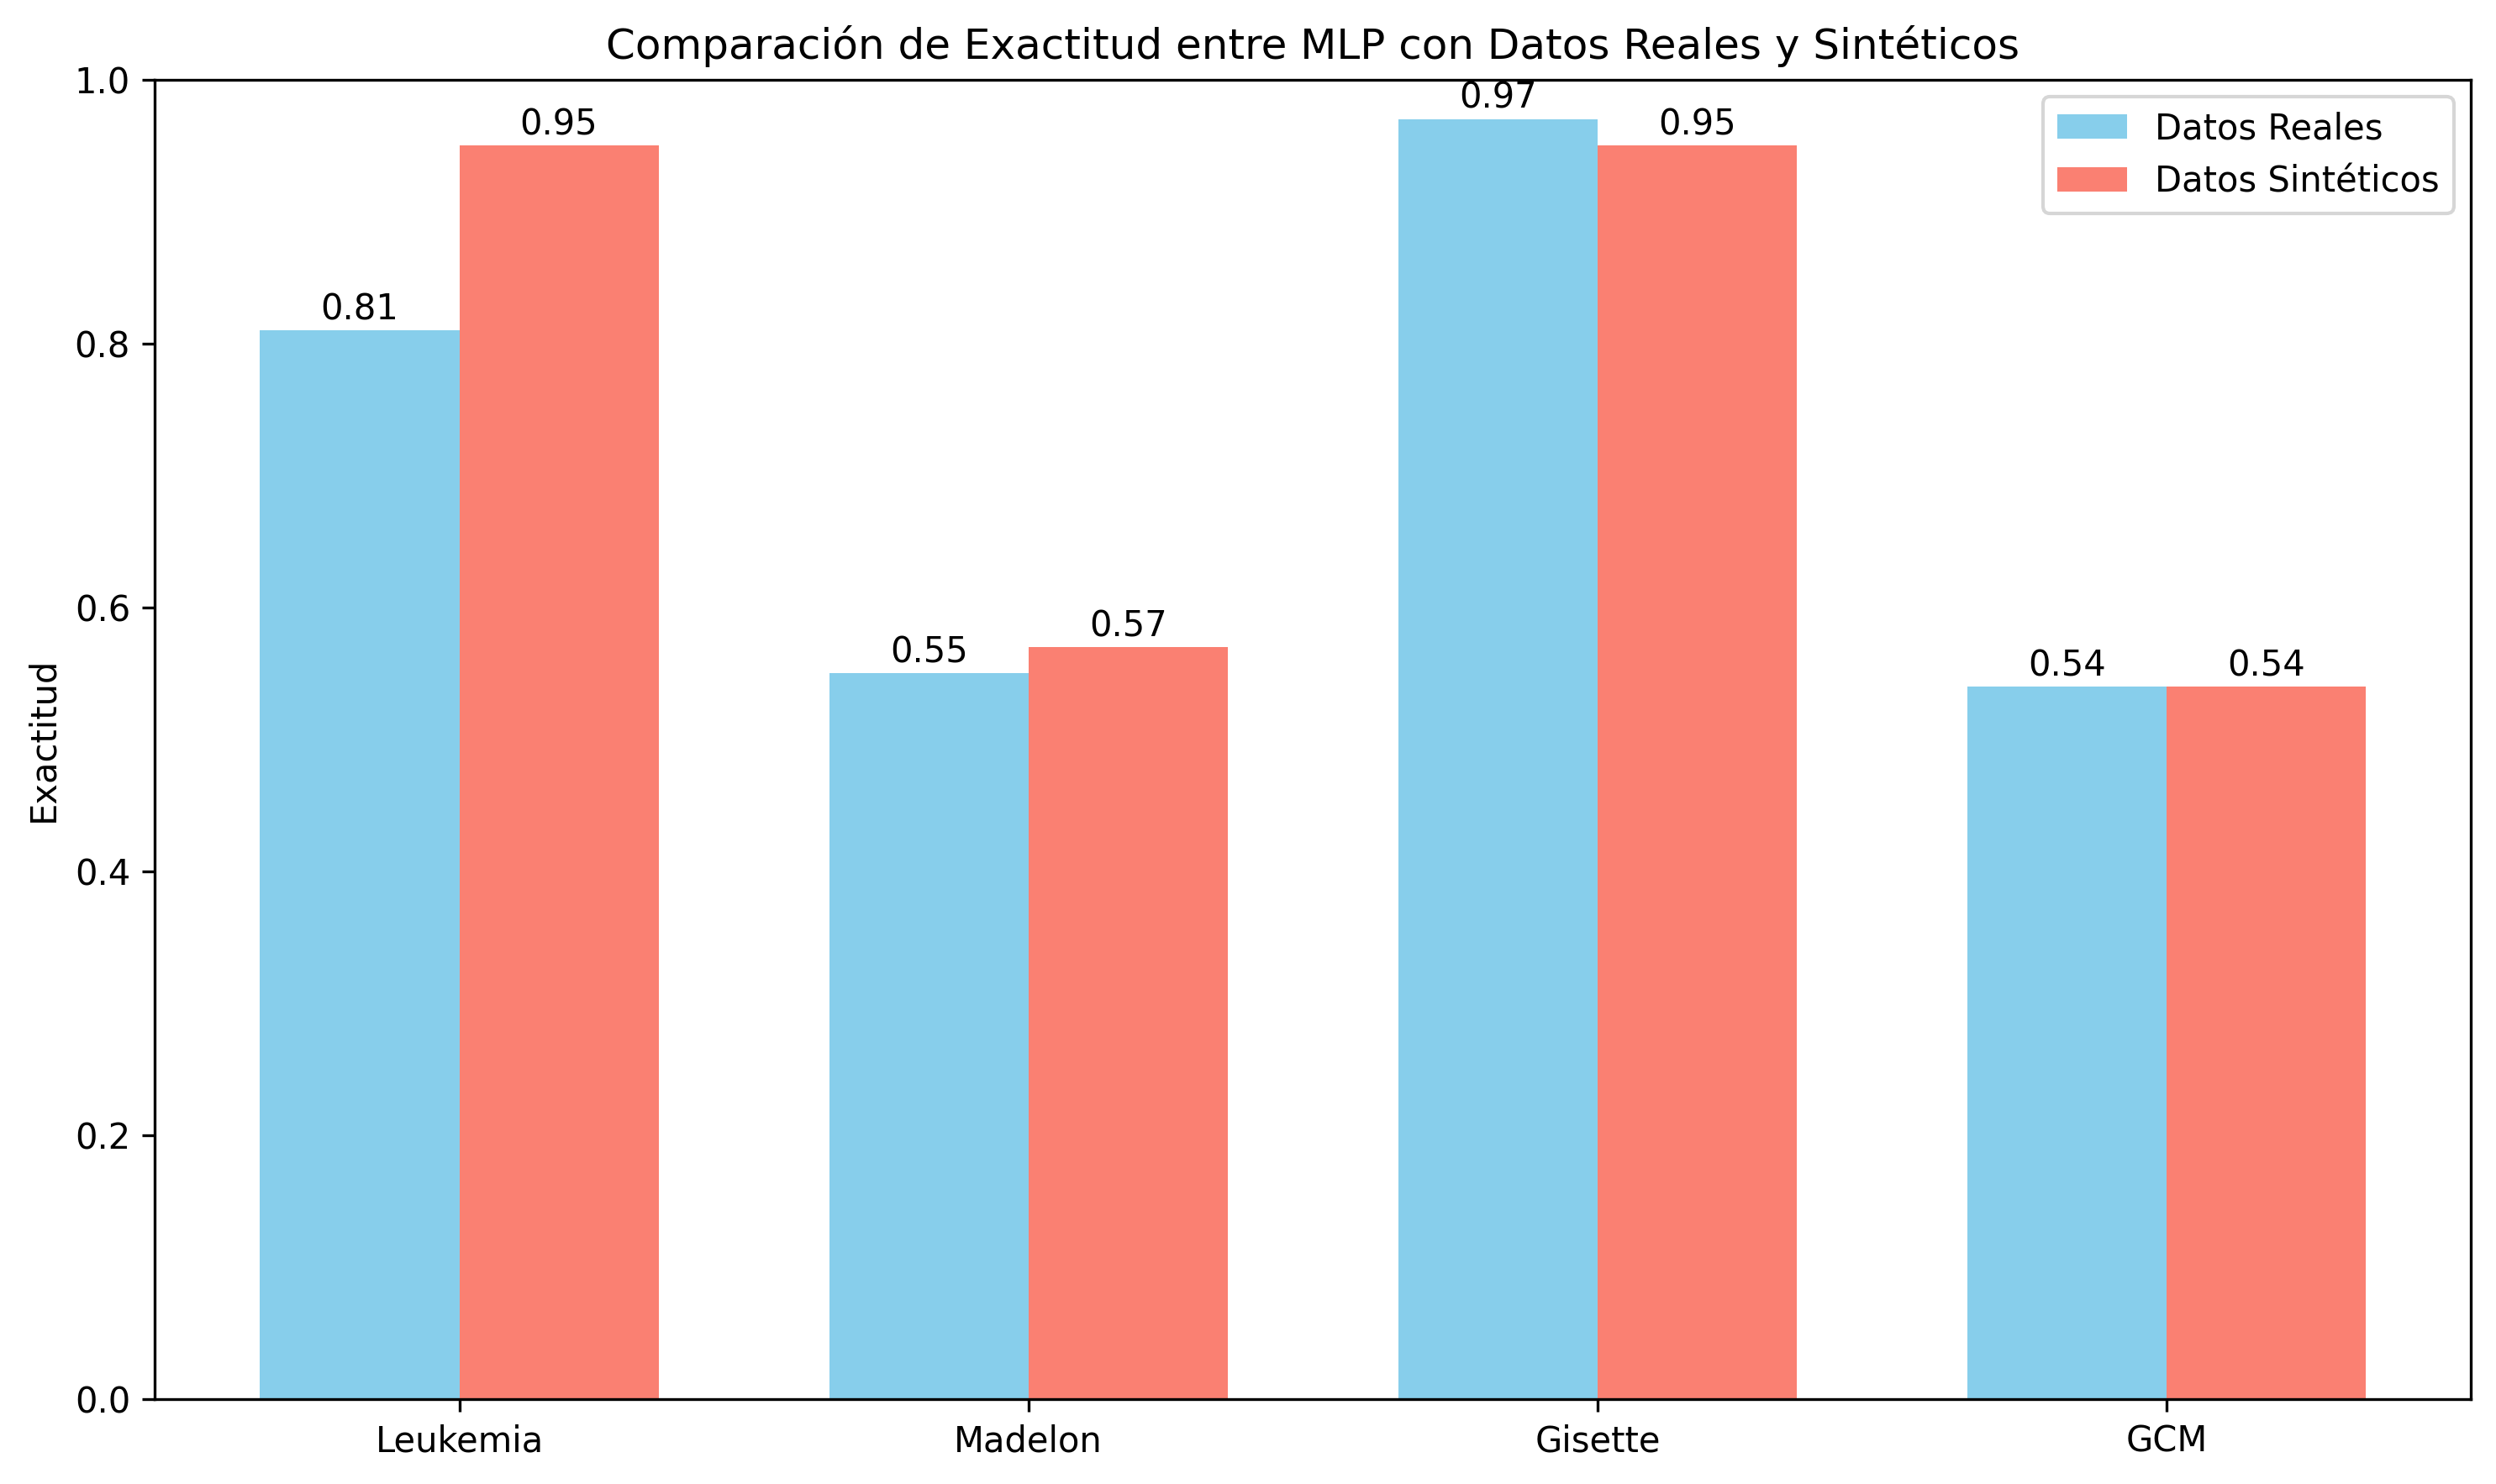 Comparación de Exactitud entre MLP con Datos Reales y Sintéticos
1.0
0.8
0.6
0.4
0.2
0.0
Exactitud
0.81
0.95
0.55
0.57
0.97
0.95
0.54
0.54
Datos Reales
Datos Sintéticos
Leukemia
Madelon
Gisette
GCM